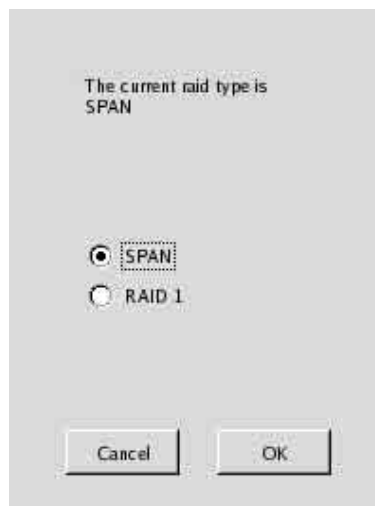 The current raid type is
SPAN
SPAN
RAID 1
Cancel OK